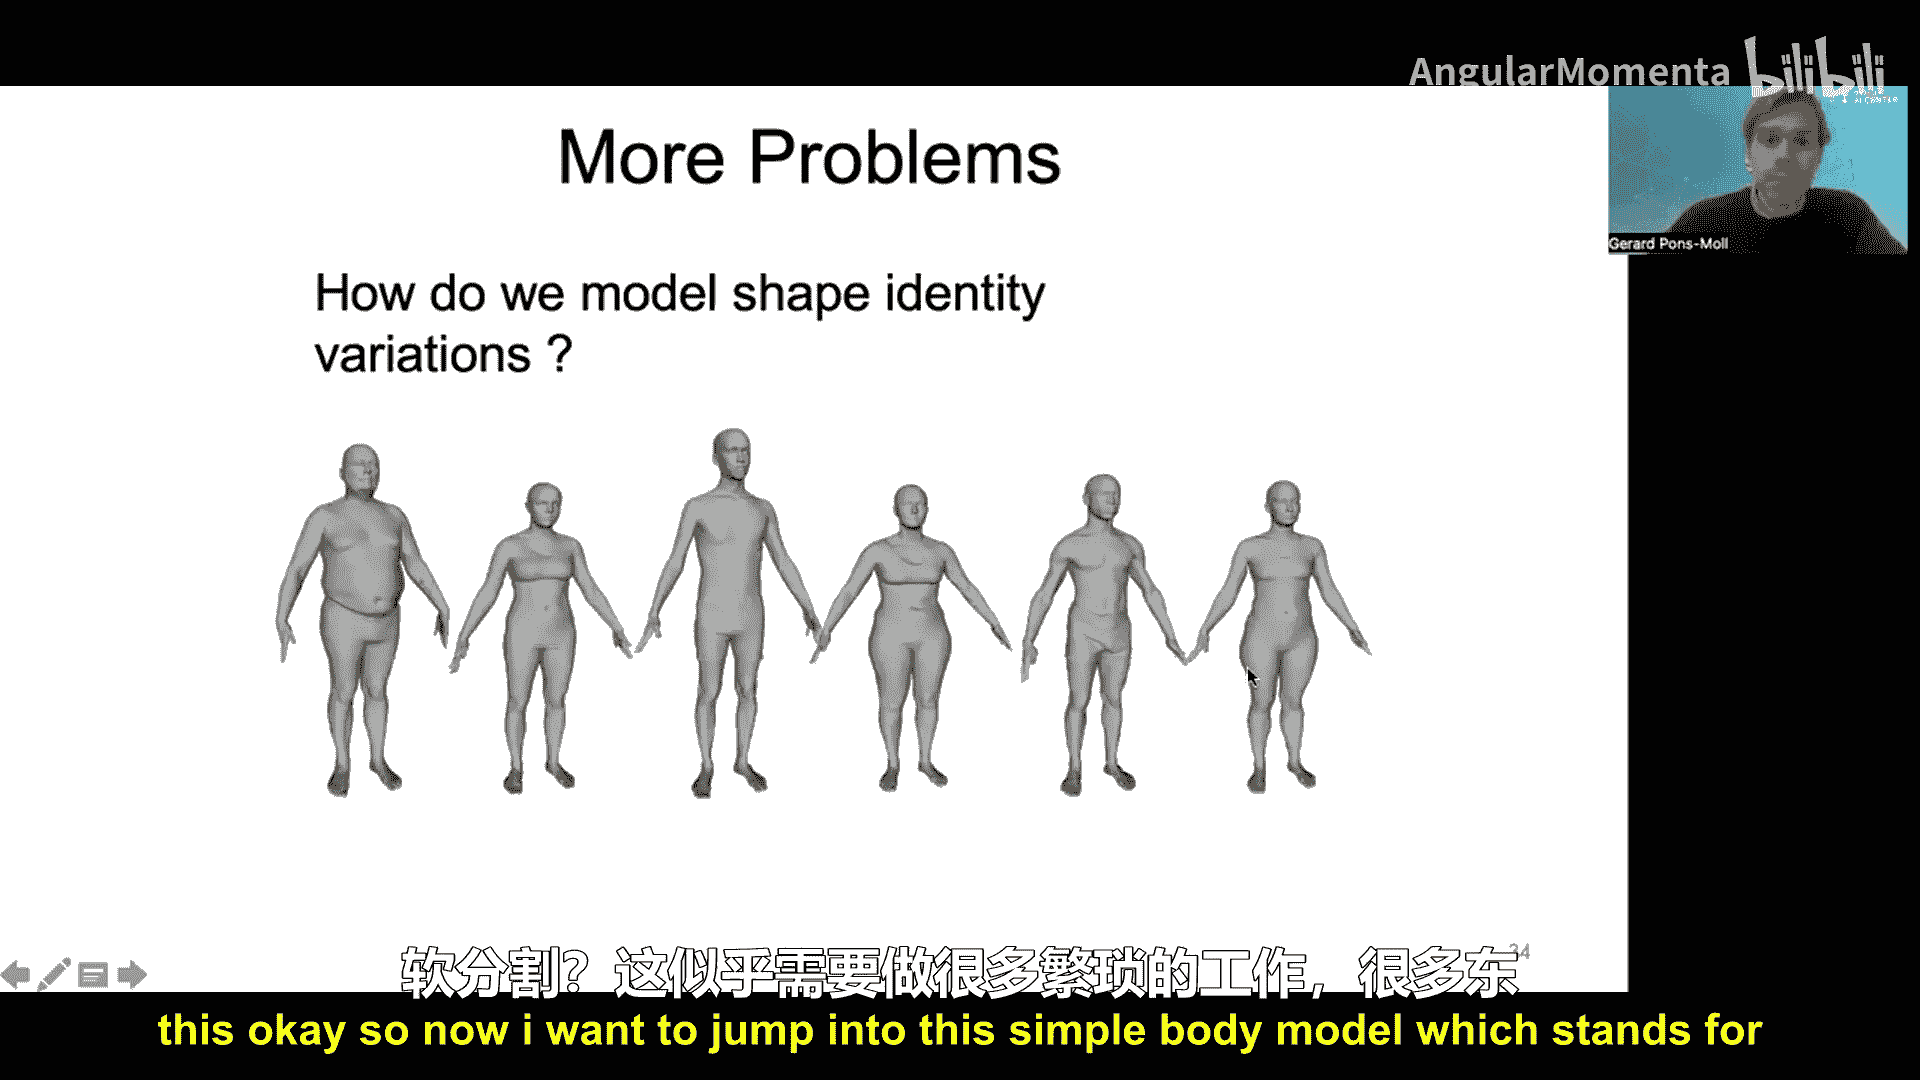 AngularMomenta bilibili
More Problems
Gerard Pons-Moll
How do we model shape identity
variations ?
34
软分割？这似乎需要做很多繁琐的工作，很多东
this okay so now i want to jump into this simple body model which stands for